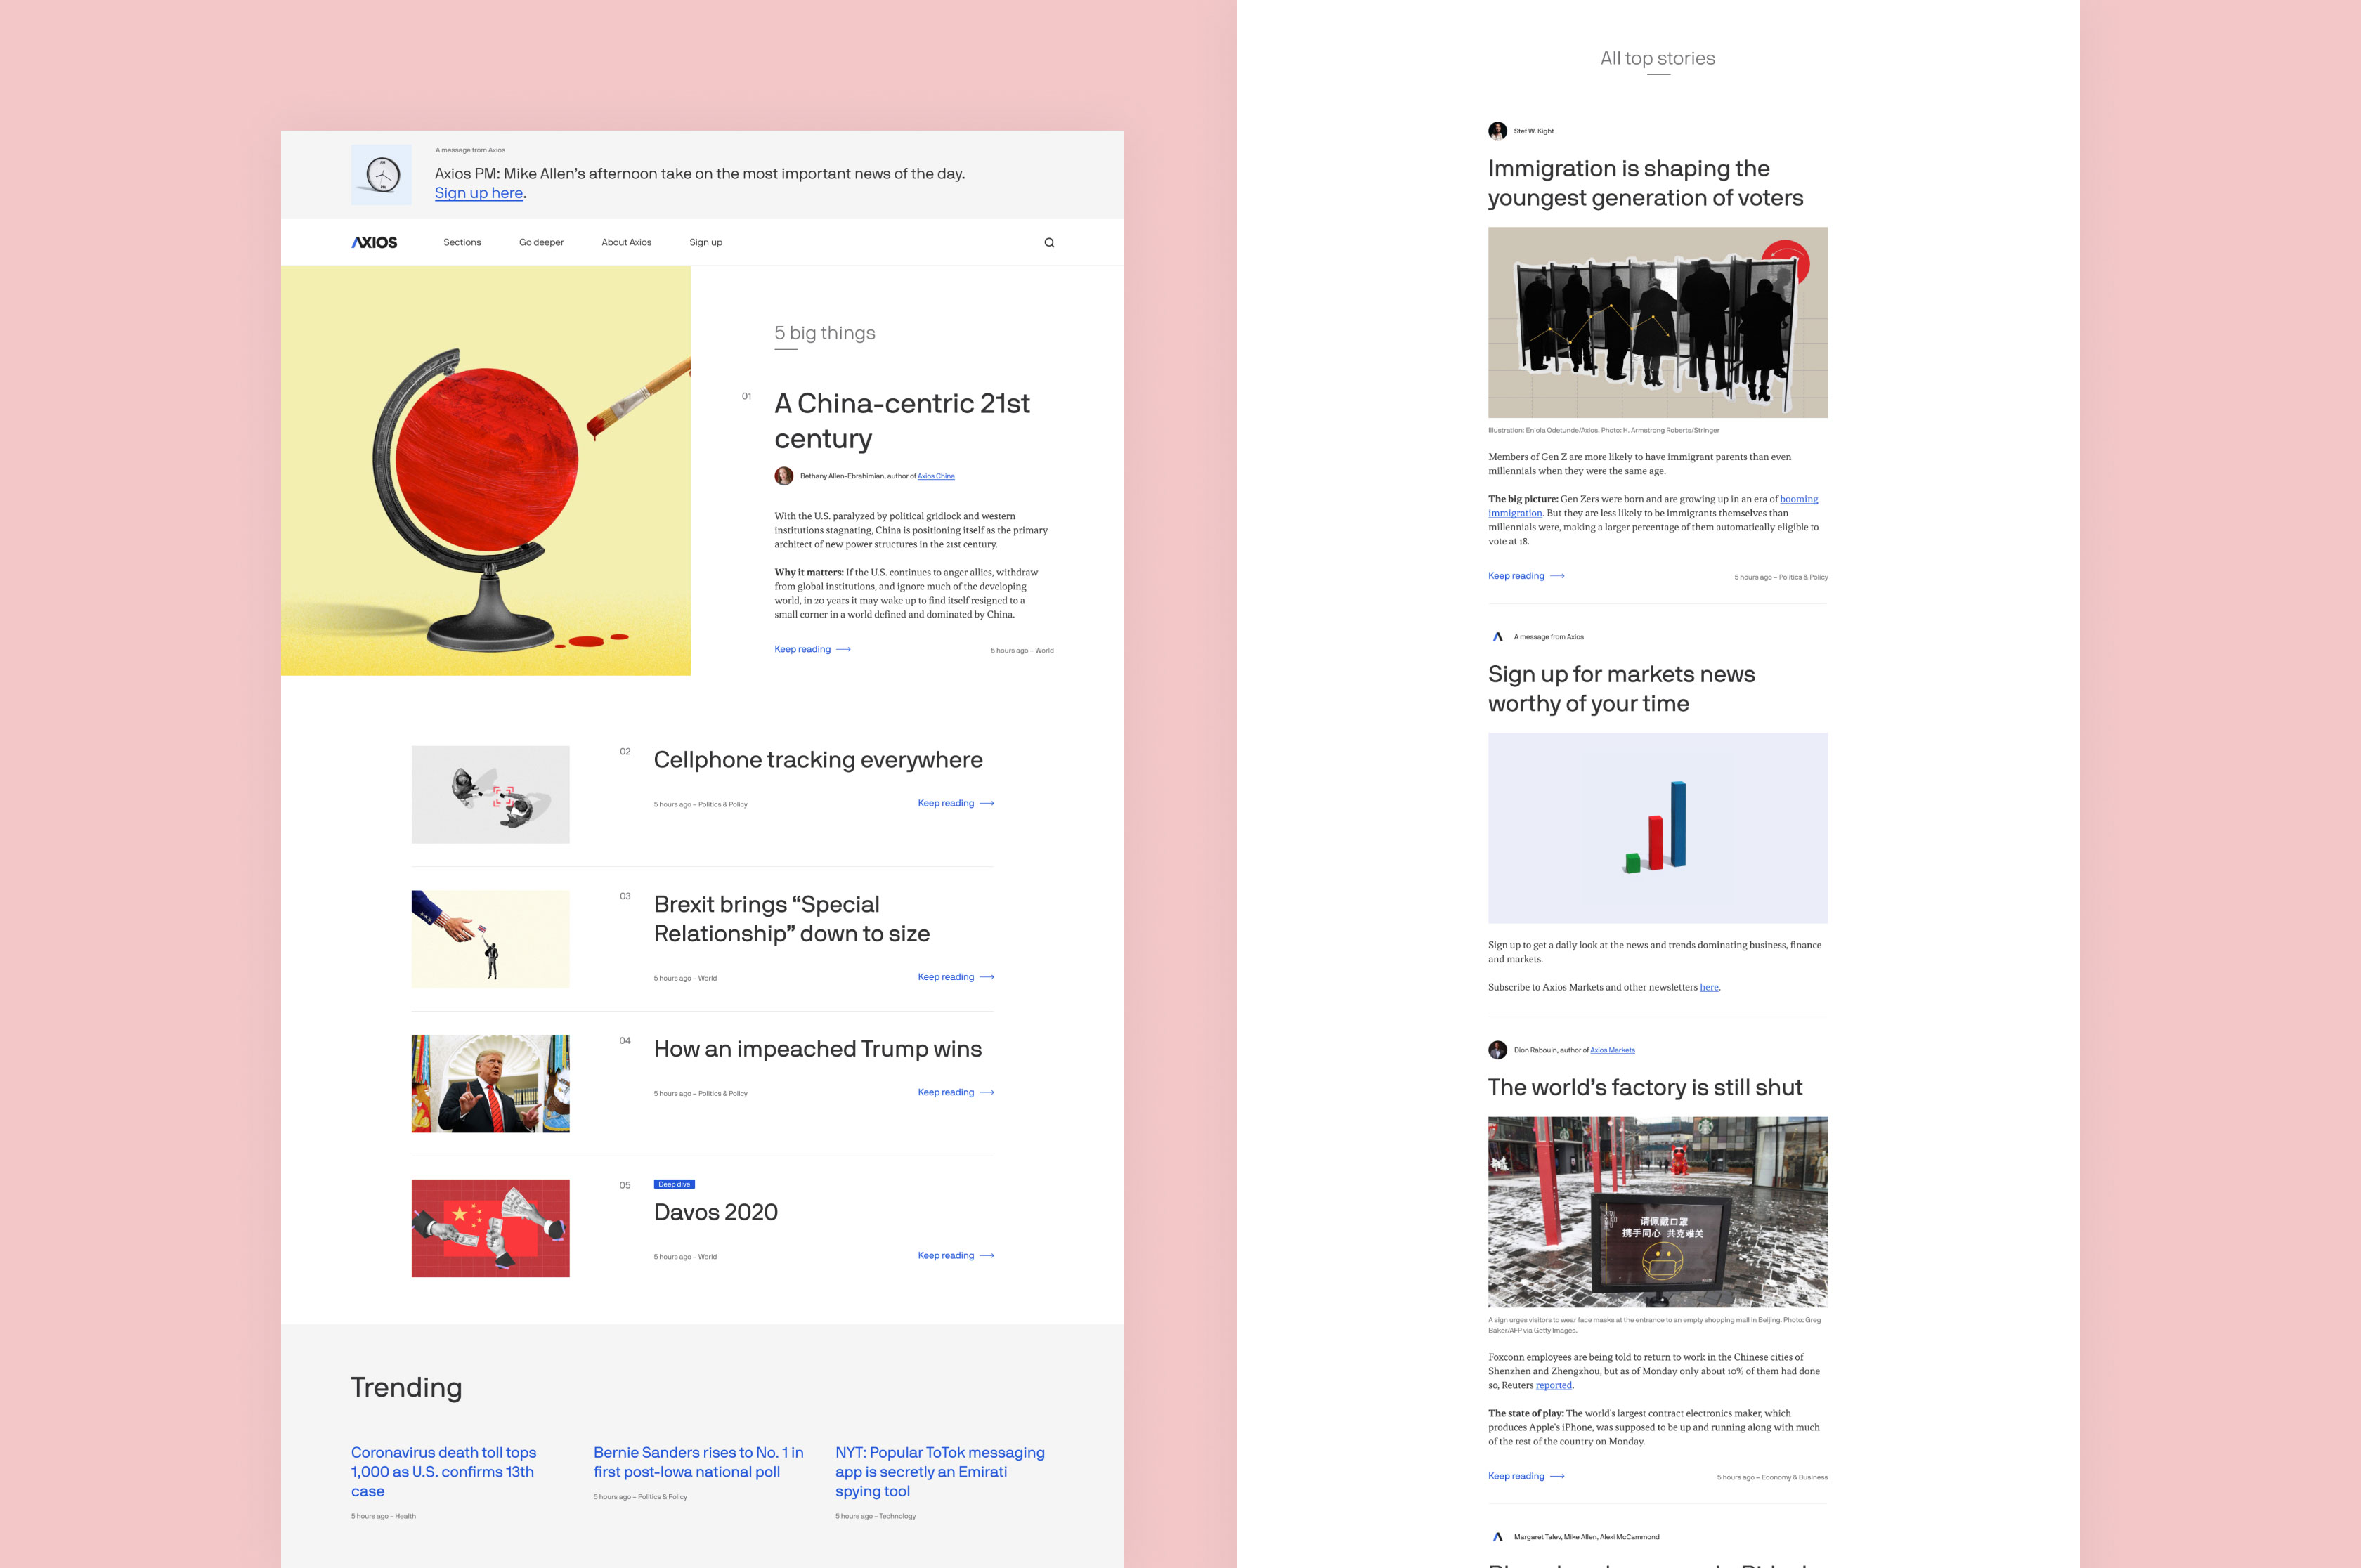 A message from Axios
Axios PM: Mike Allen's afternoon take on the most important news of the day.
Sign up here.
AXIOS
Sections
Go deeper
About Axios
Sign up
5 big things
01
A China-centric 21st
century
Bethany Allen-Ebrahimian, author of Axios China
With the U.S. paralyzed by political gridlock and western
institutions stagnating, China is positioning itself as the primary
architect of new power structures in the 21st century.
Why it matters: If the U.S. continues to anger allies, withdraw
from global institutions, and ignore much of the developing
world, in 20 years it may wake up to find itself resigned to a
small corner in a world defined and dominated by China.
Keep reading
5 hours ago – World
02
Cellphone tracking everywhere
5 hours ago – Politics & Policy
Keep reading
03
Brexit brings “Special
Relationship” down to size
5 hours ago – World
Keep reading
04
How an impeached Trump wins
5 hours ago – Politics & Policy
Keep reading
05
Deep dive
Davos 2020
5 hours ago – World
Keep reading
Trending
Coronavirus death toll tops
1,000 as U.S. confirms 13th
case
5 hours ago – Health
Bernie Sanders rises to No. 1 in
first post-Iowa national poll
5 hours ago – Politics & Policy
NYT: Popular ToTok messaging
app is secretly an Emirati
spying tool
5 hours ago – Technology
All top stories
Stef W. Kight
Immigration is shaping the
youngest generation of voters
Illustration: Eniola Odetunde/Axios. Photo: H. Armstrong Roberts/Stringer
Members of Gen Z are more likely to have immigrant parents than even
millennials when they were the same age.
The big picture: Gen Zers were born and are growing up in an era of booming
immigration. But they are less likely to be immigrants themselves than
millennials were, making a larger percentage of them automatically eligible to
vote at 18.
Keep reading
5 hours ago – Politics & Policy
A message from Axios
Sign up for markets news
worthy of your time
Sign up to get a daily look at the news and trends dominating business, finance
and markets.
Subscribe to Axios Markets and other newsletters here.
Dion Rabouin, author of Axios Markets
The world's factory is still shut
请佩戴口罩
携手同心 共克难关
A sign urges visitors to wear face masks at the entrance to an empty shopping mall in Beijing. Photo: Greg
Baker/AFP via Getty Images.
Foxconn employees are being told to return to work in the Chinese cities of
Shenzhen and Zhengzhou, but as of Monday only about 10% of them had done
so, Reuters reported.
The state of play: The world's largest contract electronics maker, which
produces Apple's iPhone, was supposed to be up and running along with much
of the rest of the country on Monday.
Keep reading
5 hours ago – Economy & Business
Margaret Talev, Mike Allen, Alexi McCammond